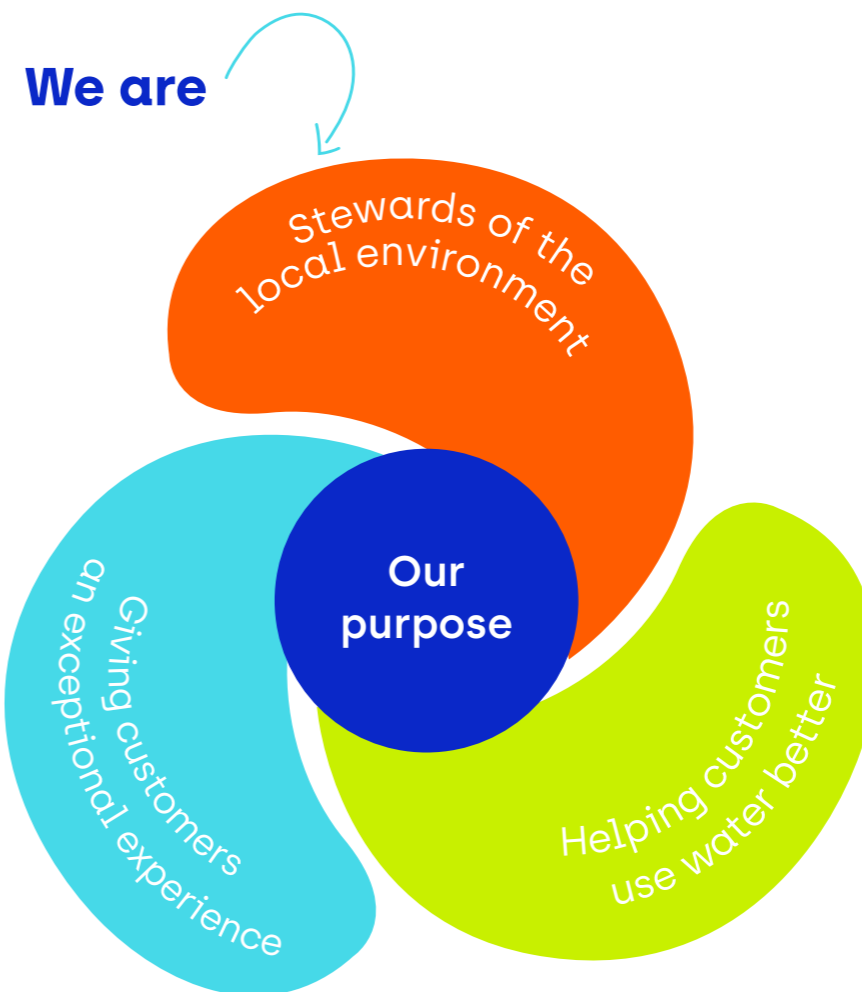 We are
Stewards of the
local environment
Our
purpose
Helping customers
use water better
Giving customers
an exceptional experience